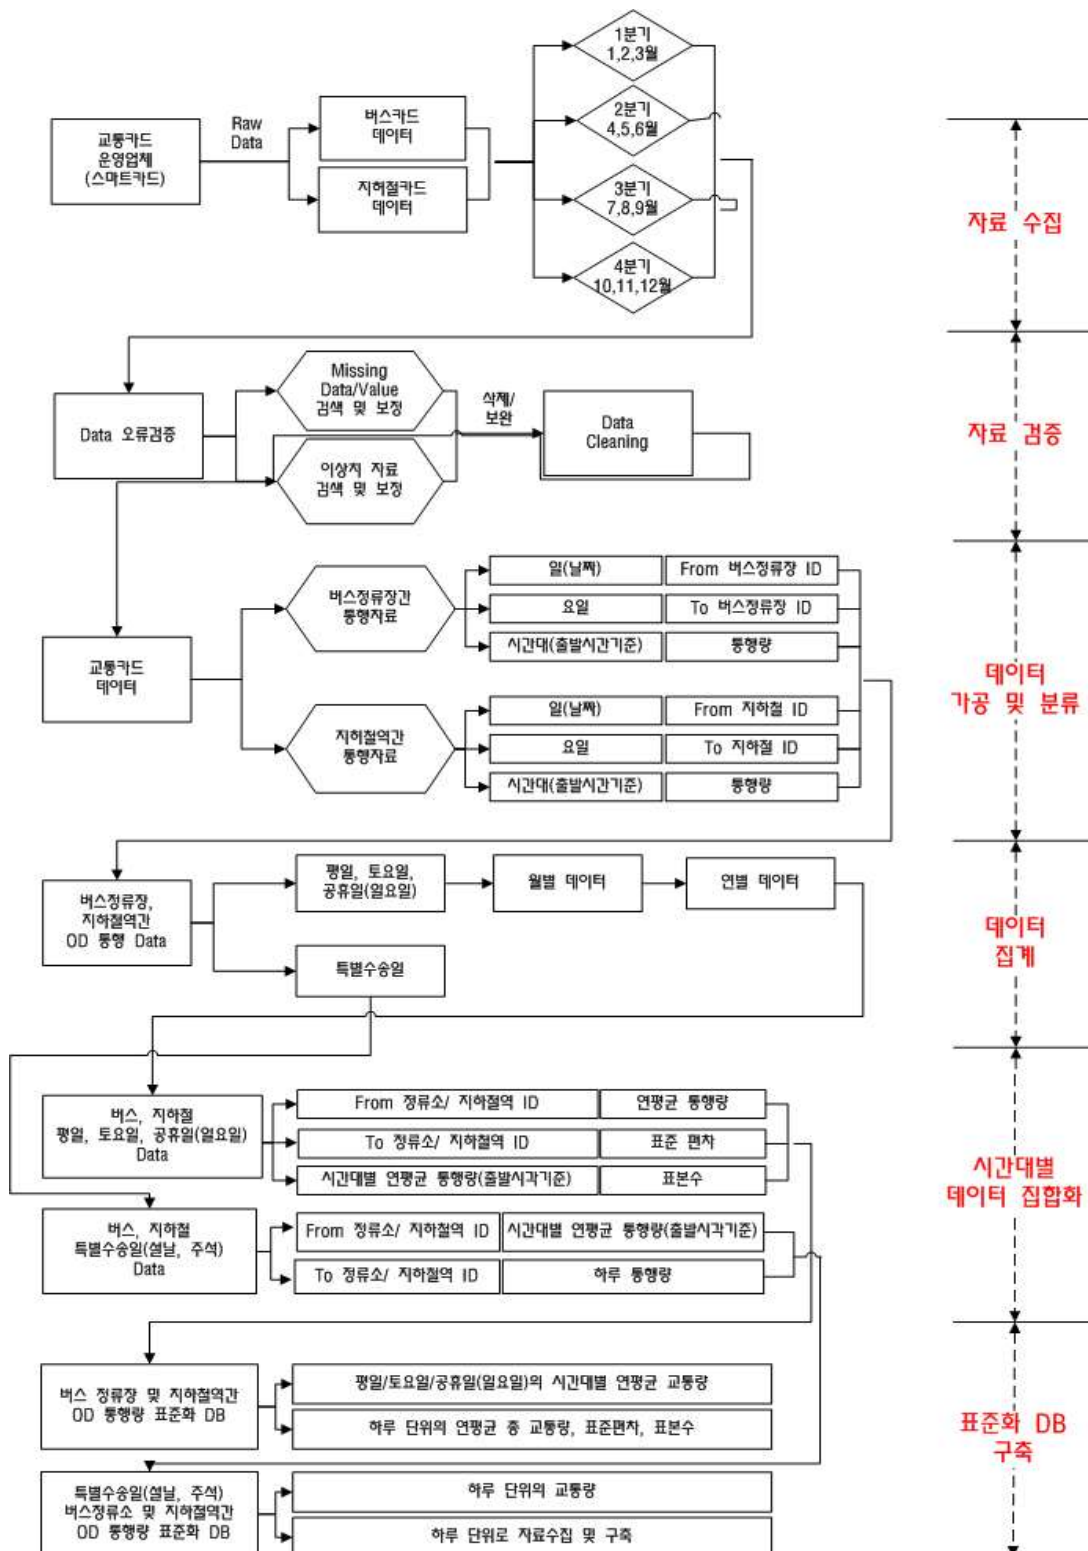 교통카드
운영업체
(스마트카드)
Raw
Data
버스카드
데이터
지허철카드
데이터
1분기
1,2,3월
2분기
4,5,6월
3분기
7,8,9월
4분기
10,11,12월
자료 수집
Data 오류검증
Missing
Data/Value
검색 및 보정
이상치 자료
검색 및 보정
삭제/
보완
Data
Cleaning
자료 검증
교통카드
데이터
버스정류장간
통행자료
일(날짜) From 버스정류장 ID
요일 To 버스정류장 ID
시간대(출발시간기준) 통행량
지허철역간
통행자료
일(날짜) From 지하철 ID
요일 To 지하철 ID
시간대(출발시간기준) 통행량
데이터
가공 및 분류
버스정류장,
지하철역간
OD 통행 Data
평일, 토요일,
공휴일(일요일)
월별 데이터
연별 데이터
특별수송일
데이터
집계
버스, 지하철
평일, 토요일, 공휴일(일요일)
Data
From 정류소/ 지하철역 ID 연평균 통행량
To 정류소/ 지하철역 ID 표준 편차
시간대별 연평균 통행량(출발시각기준) 표본수
버스, 지하철
특별수송일(설날, 추석)
Data
From 정류소/ 지하철역 ID 시간대별 연평균 통행량(출발시각기준)
To 정류소/ 지하철역 ID 하루 통행량
시간대별
데이터 집합화
버스 정류장 및 지하철역간
OD 통행량 표준화 DB
평일/토요일/공휴일(일요일)의 시간대별 연평균 교통량
하루 단위의 연평균 총 교통량, 표준편차, 표본수
특별수송일(설날, 추석)
버스정류소 및 지하철역간
OD 통행량 표준화 DB
하루 단위의 교통량
하루 단위로 자료수집 및 구축
표준화 DB
구축